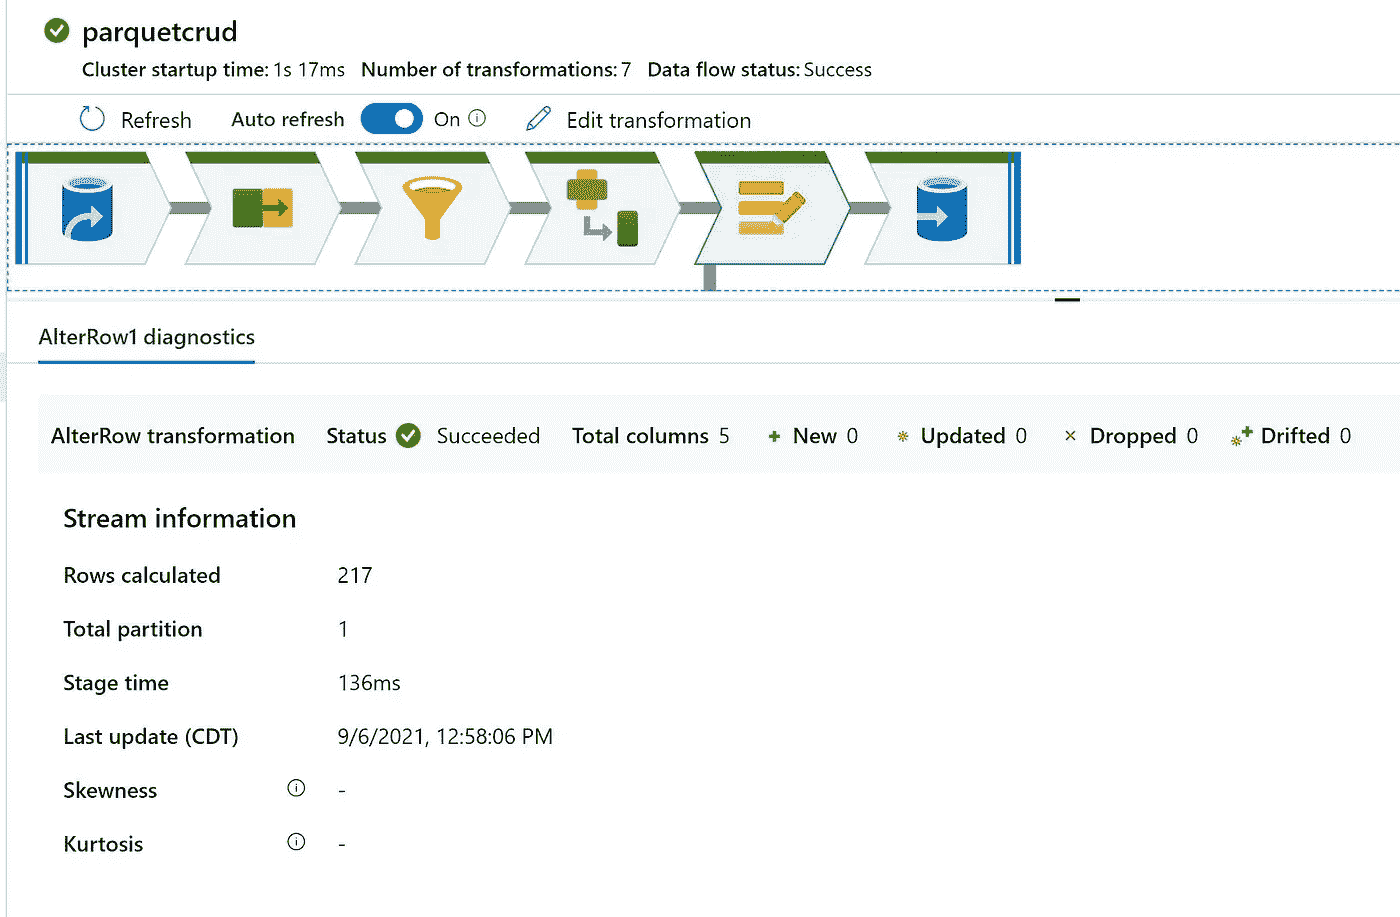 parquetcrud
Cluster startup time: 1s 17ms Number of transformations: 7 Data flow status: Success
Refresh Auto refresh On Edit transformation
AlterRow1 diagnostics
AlterRow transformation Status Succeeded Total columns 5 New 0 Updated 0 Dropped 0 Drifted 0
Stream information
Rows calculated 217
Total partition 1
Stage time 136ms
Last update (CDT) 9/6/2021, 12:58:06 PM
Skewness -
Kurtosis -